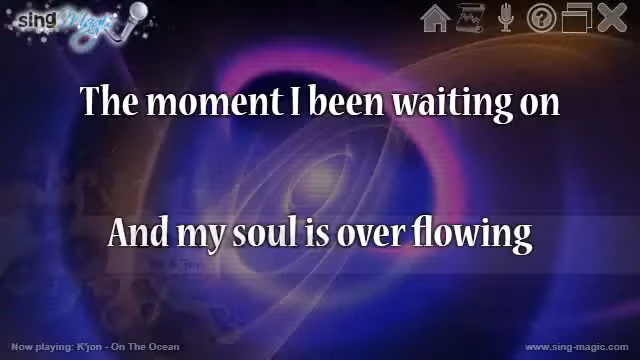 sing
Magic
The moment I been waiting on
And my soul is over flowing
Now playing: K'jon - On The Ocean
www.sing-magic.com